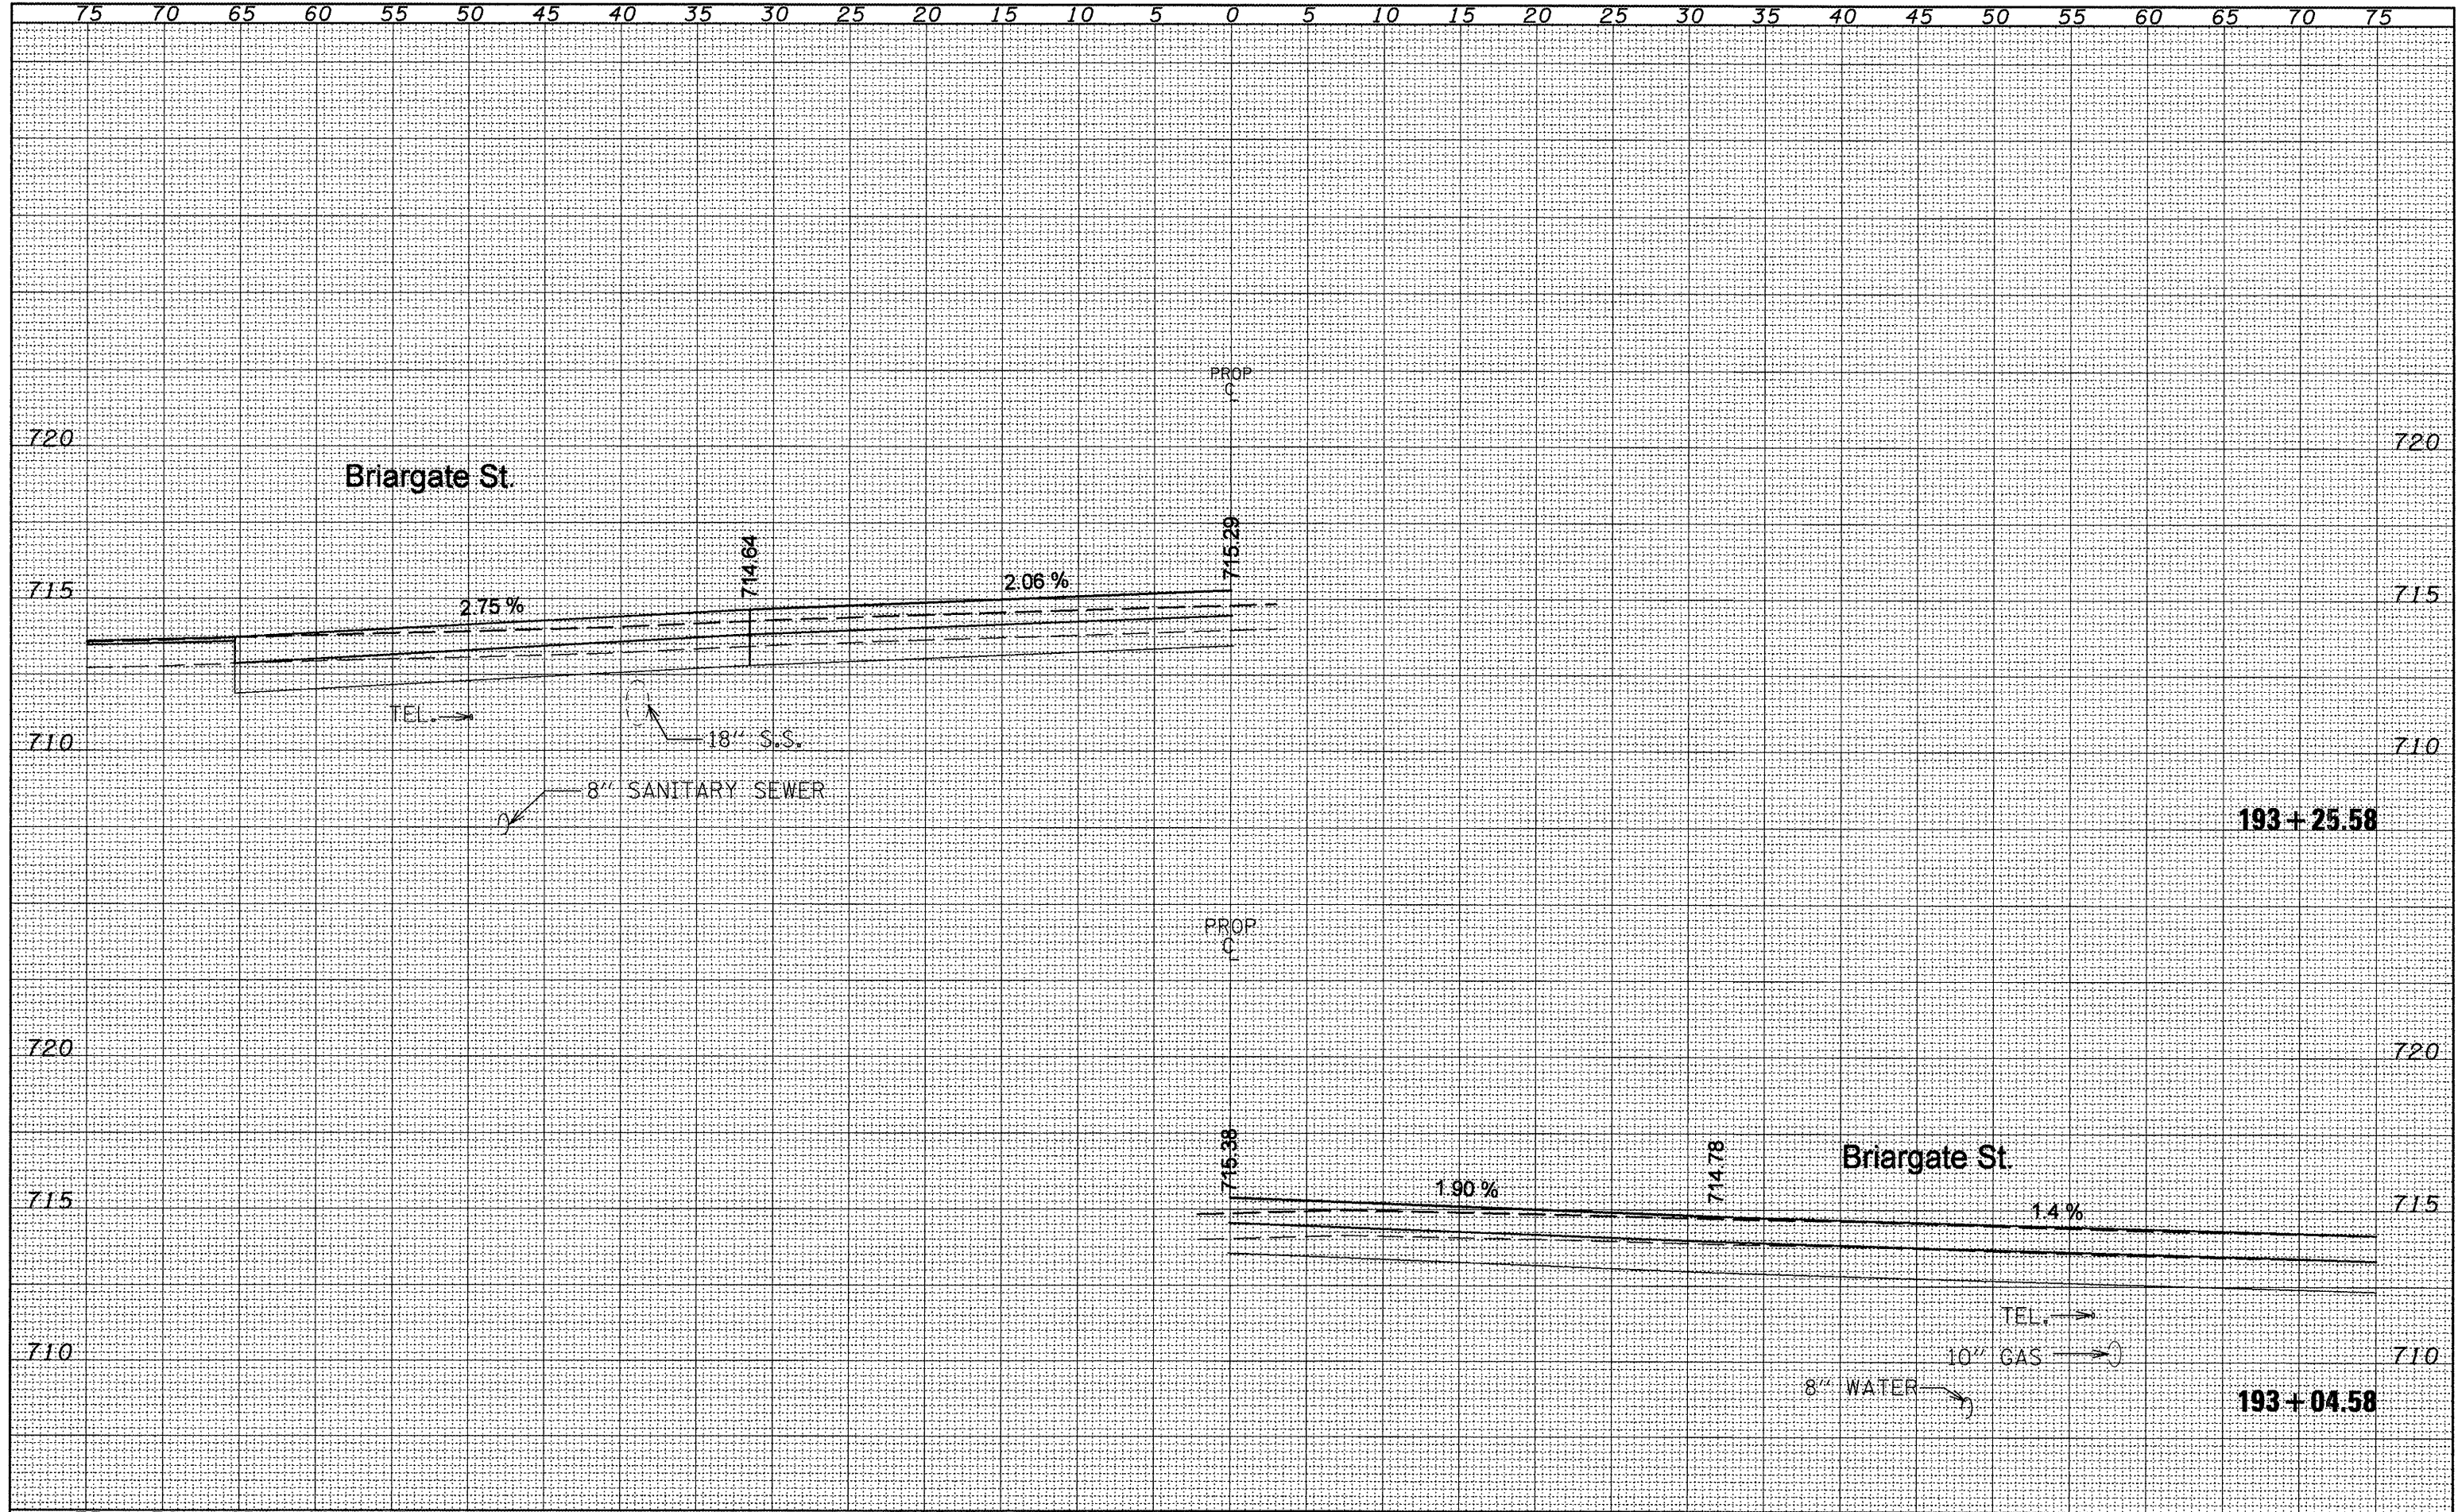 75 70 65 60 55 50 45 40 35 30 25 20 15 10 5 0 5 10 15 20 25 30 35 40 45 50 55 60 65 70 75
PROP
℄
720 720
Briargate St.
714.64
715.29
715 2.75 % 2.06 % 715
TEL.
18" S.S.
710 710
8" SANITARY SEWER
193 + 25.58
PROP
℄
720 720
715.38
714.78
Briargate St.
715 1.90 % 1.4 % 715
TEL.
710 10" GAS 710
8" WATER
193 + 04.58